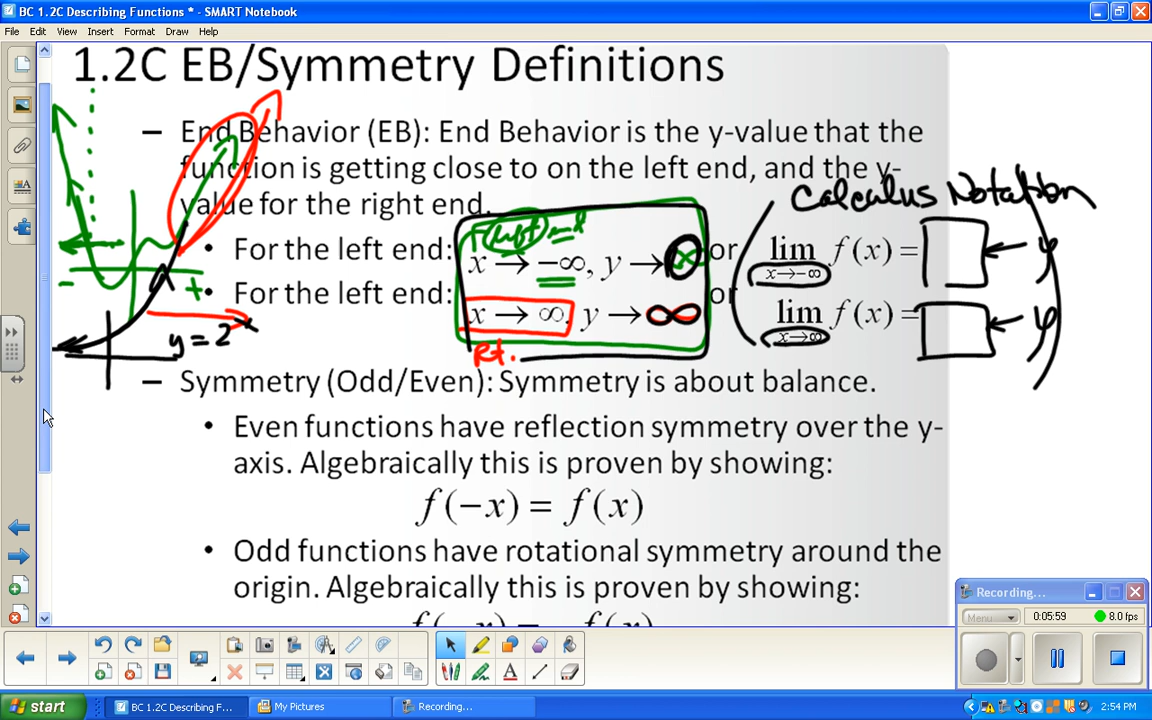 BC 1.2C Describing Functions * - SMART Notebook
File Edit View Insert Format Draw Help
1.2C EB/Symmetry Definitions
– End Behavior (EB): End Behavior is the y-value that the
function is getting close to on the left end, and the y-
value for the right end.
Calculus Notation
(left) end
• For the left end: x → −∞, y → or lim x→−∞ f(x) = y
• For the left end: x → ∞, y → ∞ or lim x→∞ f(x) = y
− +
y = 2^x
Rt.
– Symmetry (Odd/Even): Symmetry is about balance.
• Even functions have reflection symmetry over the y-
axis. Algebraically this is proven by showing:
f(−x) = f(x)
• Odd functions have rotational symmetry around the
origin. Algebraically this is proven by showing:
Recording...
Menu 0:05:59 8.0 fps
start BC 1.2C Describing F... My Pictures Recording... 2:54 PM